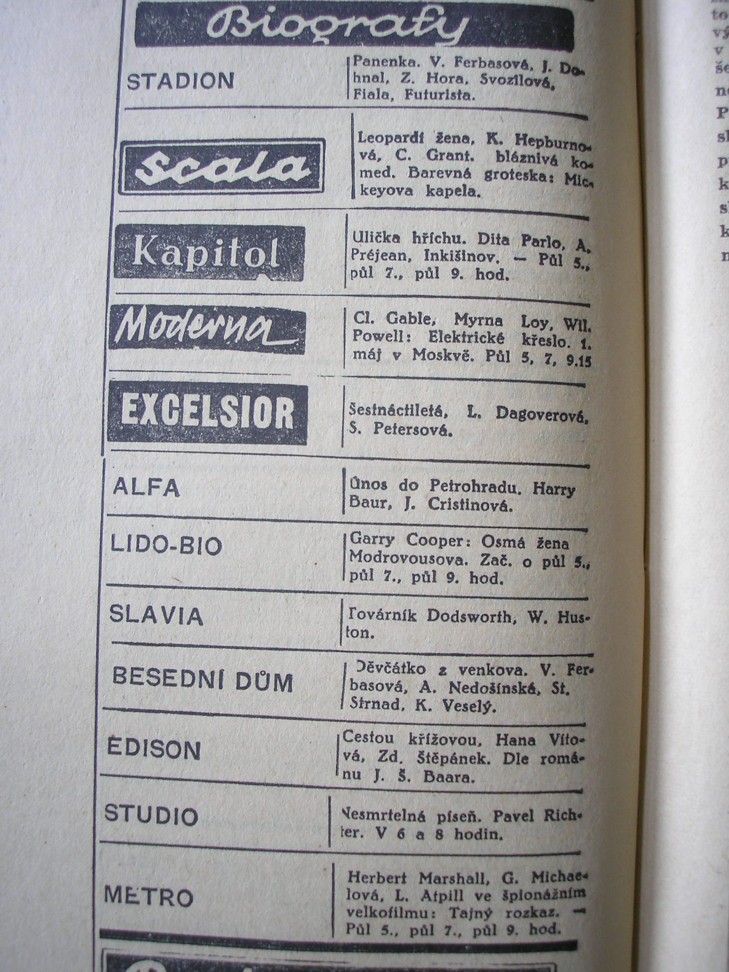 Biografy
STADION
Panenka. V. Ferbasová, J. Do-
hnal, Z. Hora, Svozilová,
Fiala, Futurista.
Scala
Leopardí žena, K. Hepburno-
vá, C. Grant. bláznivá ko-
med. Barevná groteska: Mic-
keyova kapela.
Kapitol
Ulička hříchu. Dita Parlo, A.
Préjean, Inkišinov. — Půl 5.,
půl 7., půl 9. hod.
Moderna
Cl. Gable, Myrna Loy, Wil.
Powell: Elektrické křeslo. 1.
máj v Moskvě. Půl 5, 7, 9.15
EXCELSIOR
Šestnáctiletá, L. Dagoverová,
S. Petersová.
ALFA
Únos do Petrohradu. Harry
Baur, J. Cristinová.
LIDO-BIO
Garry Cooper: Osmá žena
Modrovousova. Zač. o půl 5.,
půl 7., půl 9. hod.
SLAVIA
Továrník Dodsworth, W. Hus-
ton.
BESEDNÍ DŮM
Děvčátko z venkova. V. Fer-
basová, A. Nedošínská, St.
Strnad, K. Veselý.
EDISON
Cestou křížovou, Hana Víto-
vá, Zd. Štěpánek. Dle romá-
nu J. Š. Baara.
STUDIO
Nesmrtelná píseň. Pavel Rich-
ter. V 6 a 8 hodin.
METRO
Herbert Marshall, G. Michae-
lová, L. Atpill ve špionážním
velkofilmu: Tajný rozkaz. —
Půl 5., půl 7., půl 9. hod.